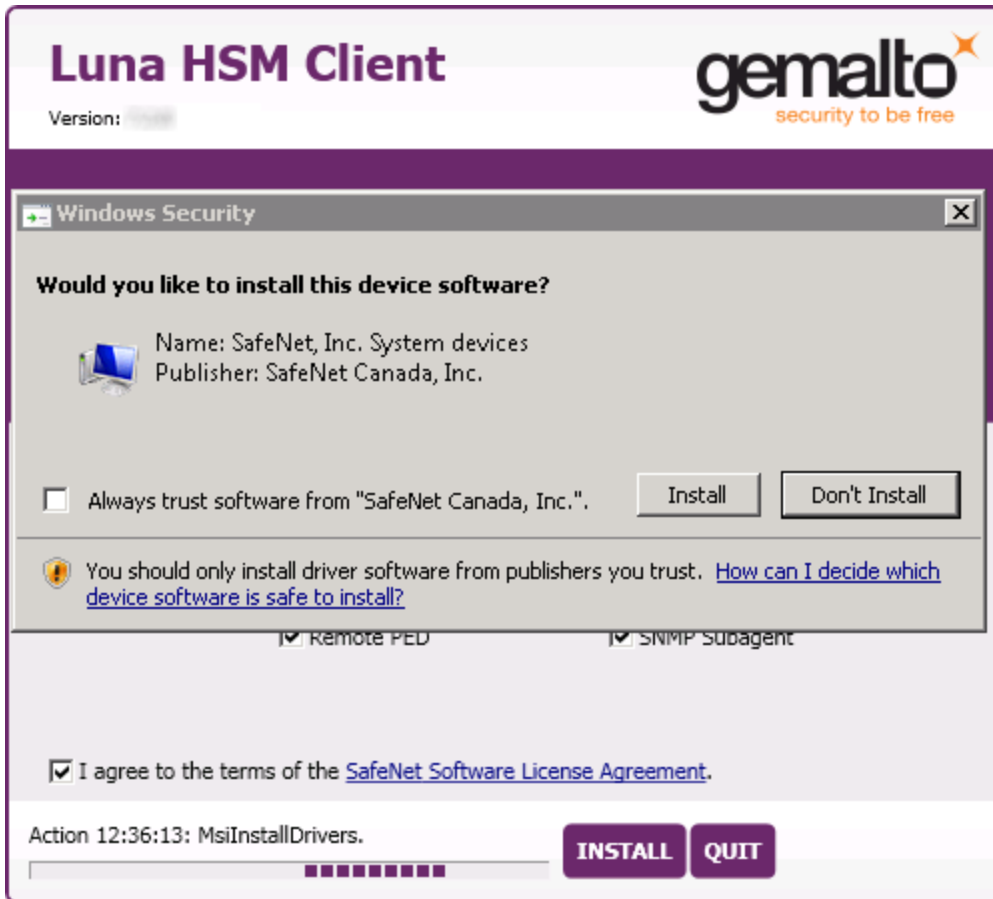 Luna HSM Client
gemalto
security to be free
Version:
Windows Security
Would you like to install this device software?
Name: SafeNet, Inc. System devices
Publisher: SafeNet Canada, Inc.
Always trust software from "SafeNet Canada, Inc.".
Install
Don't Install
You should only install driver software from publishers you trust. How can I decide which
device software is safe to install?
Remote PED
SNMP Subagent
I agree to the terms of the SafeNet Software License Agreement.
Action 12:36:13: MsiInstallDrivers.
INSTALL
QUIT